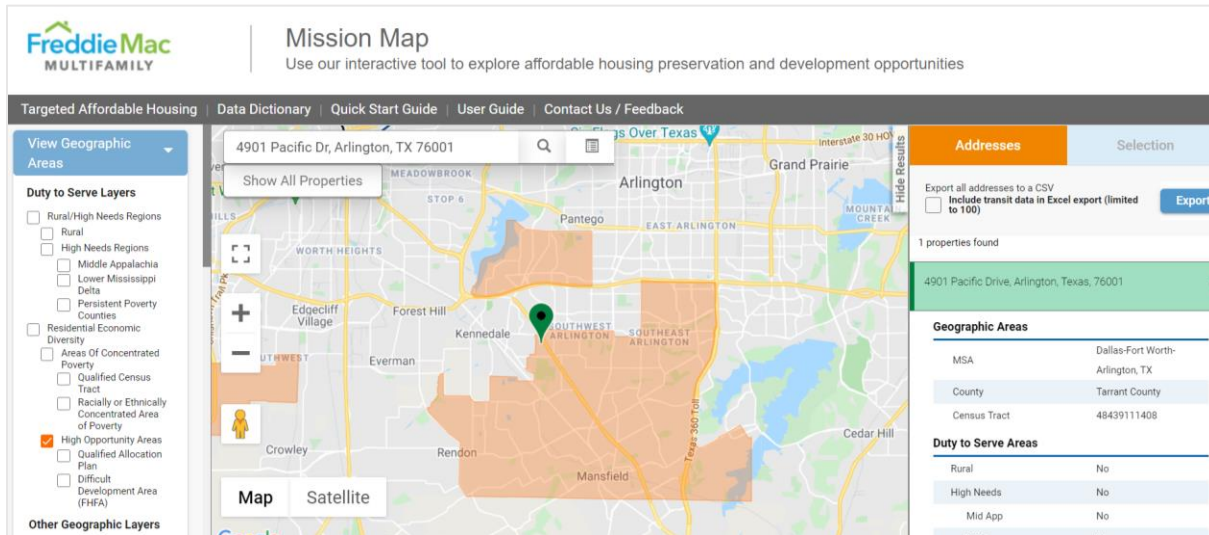 Freddie Mac
MULTIFAMILY
Mission Map
Use our interactive tool to explore affordable housing preservation and development opportunities
Targeted Affordable Housing | Data Dictionary | Quick Start Guide | User Guide | Contact Us / Feedback
View Geographic
Areas
Duty to Serve Layers
Rural/High Needs Regions
Rural
High Needs Regions
Middle Appalachia
Lower Mississippi
Delta
Persistent Poverty
Counties
Residential Economic
Diversity
Areas Of Concentrated
Poverty
Qualified Census
Tract
Racially or Ethnically
Concentrated Area
of Poverty
High Opportunity Areas
Qualified Allocation
Plan
Difficult
Development Area
(FHFA)
Other Geographic Layers
4901 Pacific Dr, Arlington, TX 76001
Show All Properties
Over Texas
Interstate 30
Grand Prairie
MEADOWBROOK
Arlington
STOP 6
Pantego
EAST ARLINGTON
CREEK
WORTH HEIGHTS
Edgecliff
Village
Forest Hill
Kennedale
SOUTHWEST
ARLINGTON
SOUTHEAST
ARLINGTON
Everman
Texas 360 Toll
Cedar Hill
Crowley
Rendon
Mansfield
Map
Satellite
Hide Results
Addresses
Selection
Export all addresses to a CSV
Include transit data in Excel export (limited
to 100)
Export
1 properties found
4901 Pacific Drive, Arlington, Texas, 76001
Geographic Areas
MSA Dallas-Fort Worth-
Arlington, TX
County Tarrant County
Census Tract 48439111408
Duty to Serve Areas
Rural No
High Needs No
Mid App No